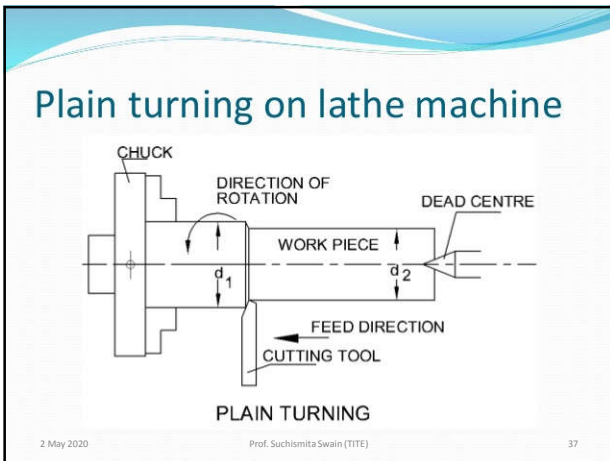 Plain turning on lathe machine
CHUCK
DIRECTION OF
ROTATION
DEAD CENTRE
WORK PIECE
d1
d2
FEED DIRECTION
CUTTING TOOL
PLAIN TURNING
2 May 2020
Prof. Suchismita Swain (TITE)
37